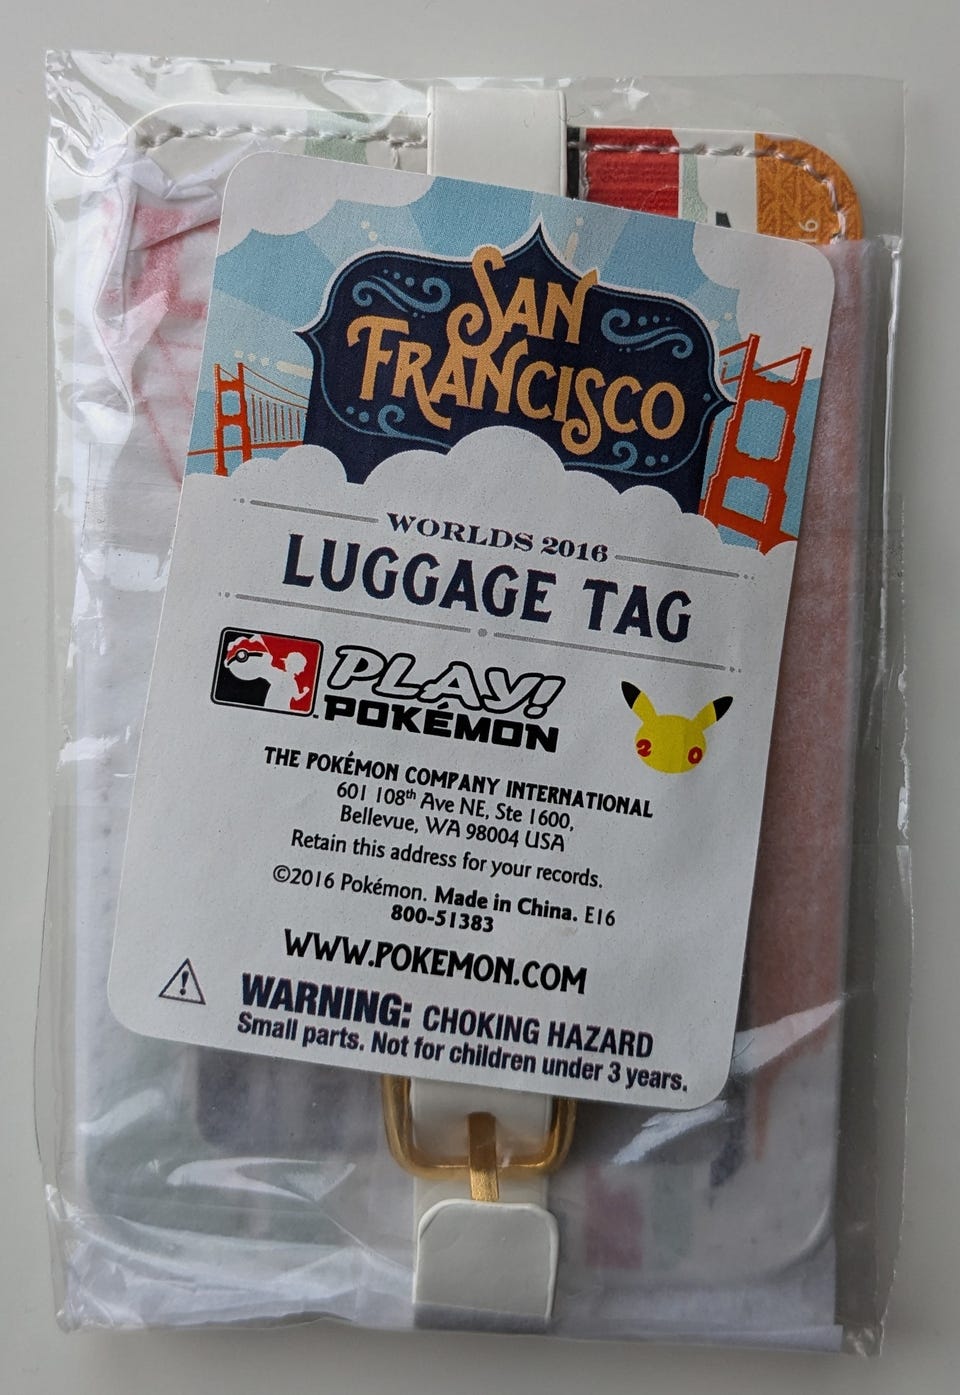 16
SAN
FRANCISCO
WORLDS 2016
LUGGAGE TAG
PLAY!
POKÉMON
20
THE POKÉMON COMPANY INTERNATIONAL
601 108th Ave NE, Ste 1600,
Bellevue, WA 98004 USA
Retain this address for your records.
©2016 Pokémon. Made in China. E16
800-51383
WWW.POKEMON.COM
WARNING: CHOKING HAZARD
Small parts. Not for children under 3 years.